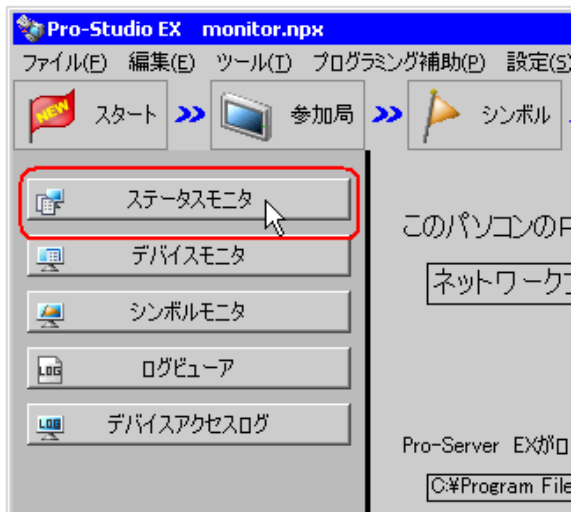 Pro-Studio EX monitor.npx
ファイル(F) 編集(E) ツール(T) プログラミング補助(P) 設定(S)
NEW スタート 参加局 シンボル
ステータスモニタ
デバイスモニタ
シンボルモニタ
LOG ログビューア
LOG デバイスアクセスログ
このパソコンの
ネットワーク
Pro-Server EXが
C:¥Program File